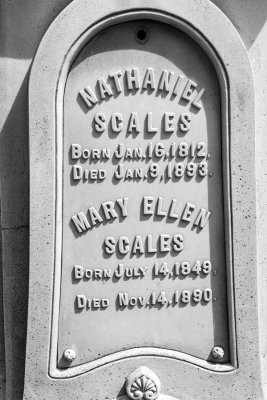 NATHANIEL
SCALES
BORN JAN, 16, 1812.
DIED JAN, 9, 1893.
MARY ELLEN
SCALES
BORN JULY 14, 1849.
DIED NOV, 14, 1890.